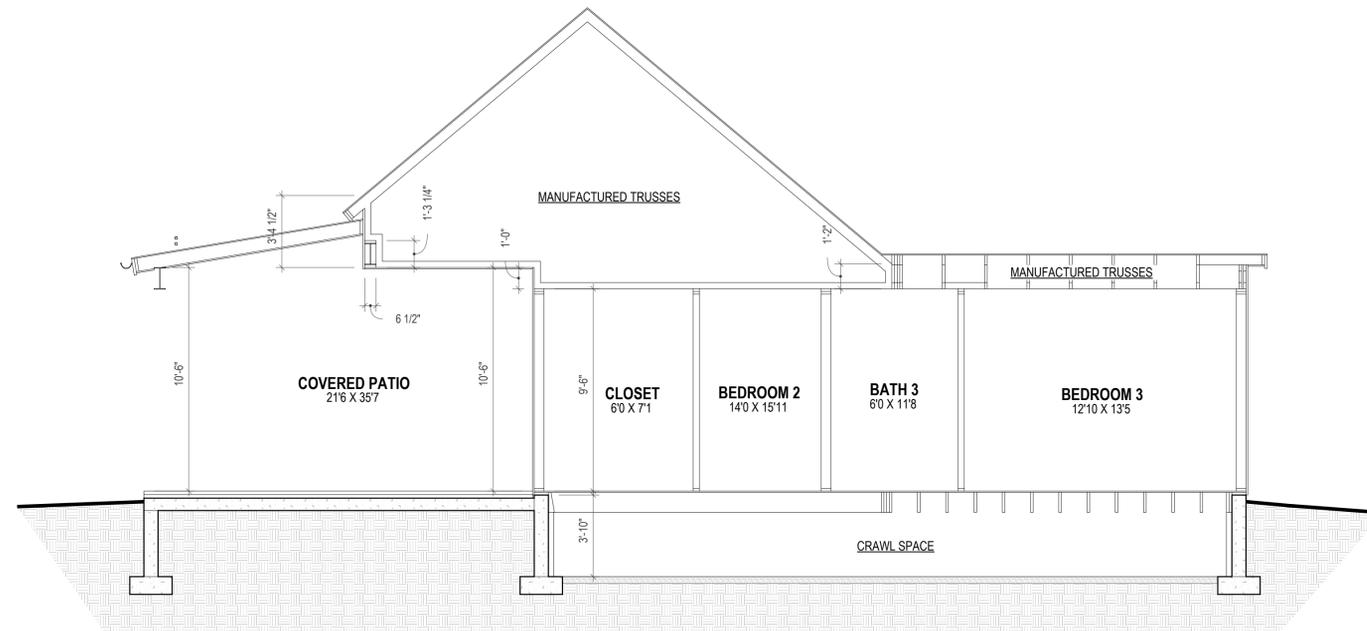 MANUFACTURED TRUSSES
3'-4 1/2"
1'-3 1/4"
1'-0"
1'-2"
MANUFACTURED TRUSSES
6 1/2"
10'-6"
COVERED PATIO
21'6 X 35'7
10'-6"
9'-6"
CLOSET
6'0 X 7'1
BEDROOM 2
14'0 X 15'11
BATH 3
6'0 X 11'8
BEDROOM 3
12'10 X 13'5
3'-10"
CRAWL SPACE